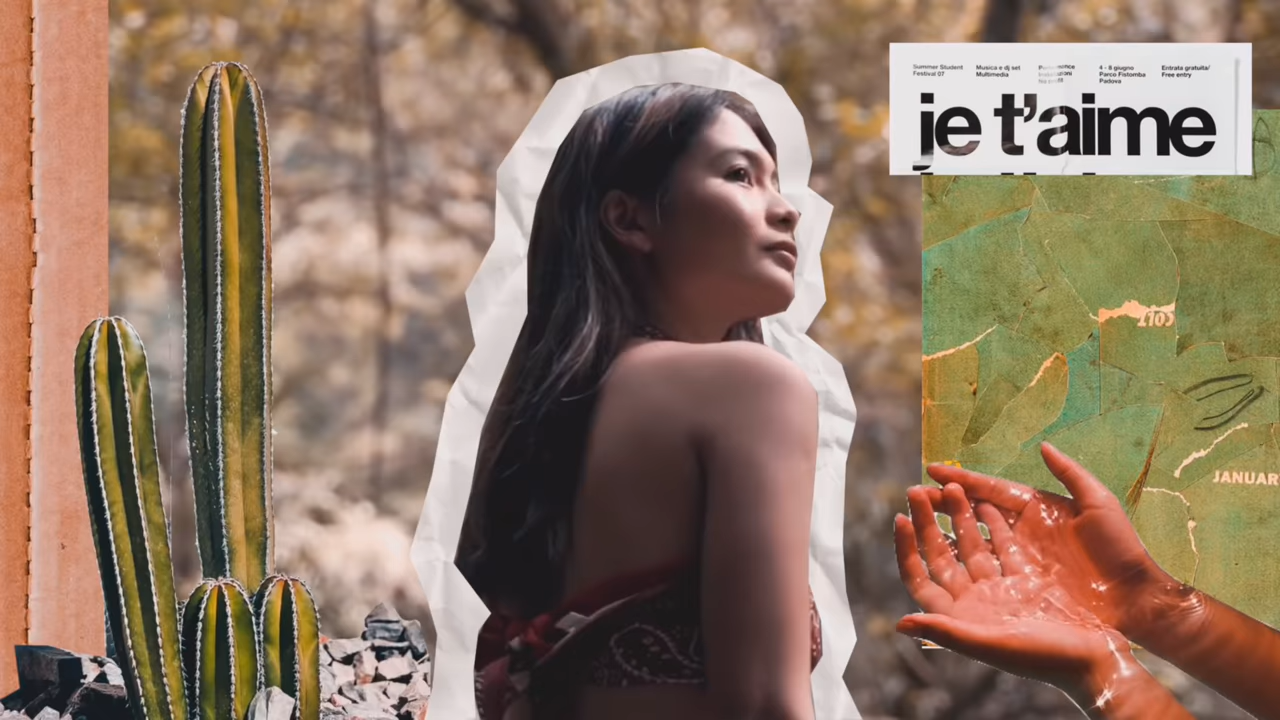 Summer Student
Festival 07
Musica e dj set
Multimedia
4 - 8 giugno
Parco Fistomba
Padova
Entrata gratuita/
Free entry
je t'aime
JANUAR